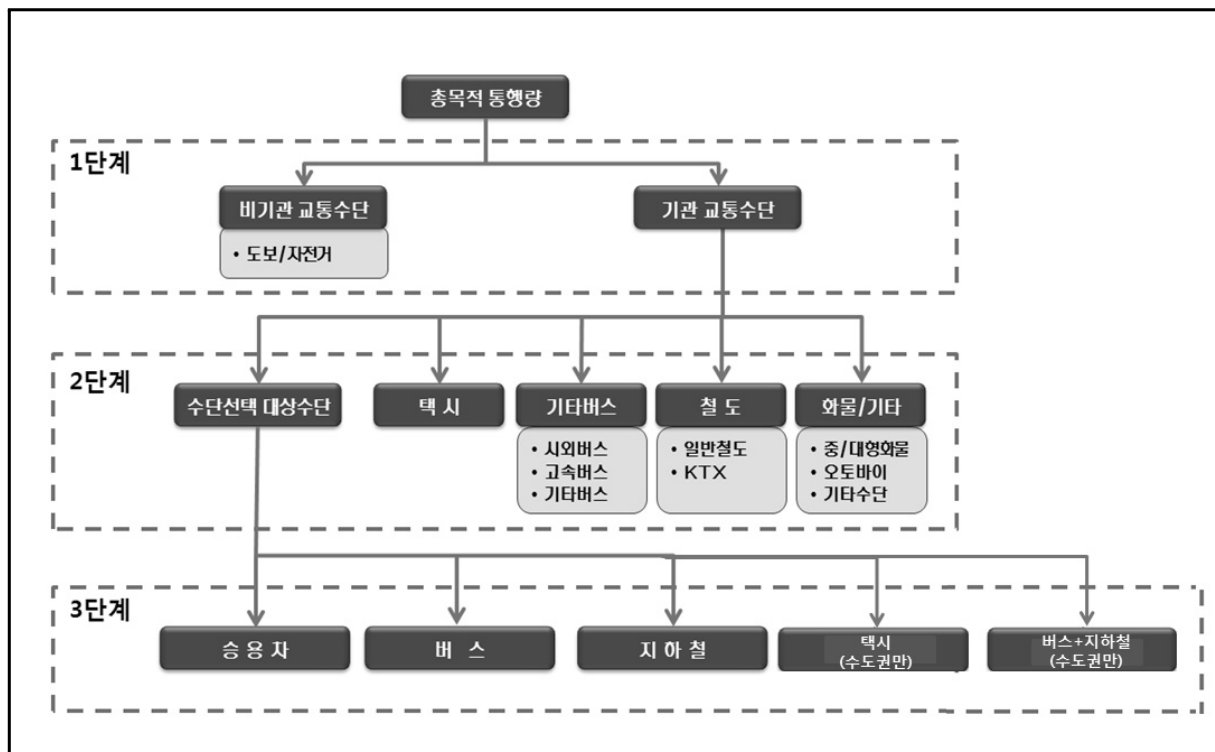 총목적 통행량
1단계
비기관 교통수단
기관 교통수단
• 도보/자전거
2단계
수단선택 대상수단
택 시
기타버스
철 도
화물/기타
• 시외버스
• 고속버스
• 기타버스
• 일반철도
• KTX
• 중/대형화물
• 오토바이
• 기타수단
3단계
승 용 차
버 스
지 하 철
택시
(수도권만)
버스+지하철
(수도권만)